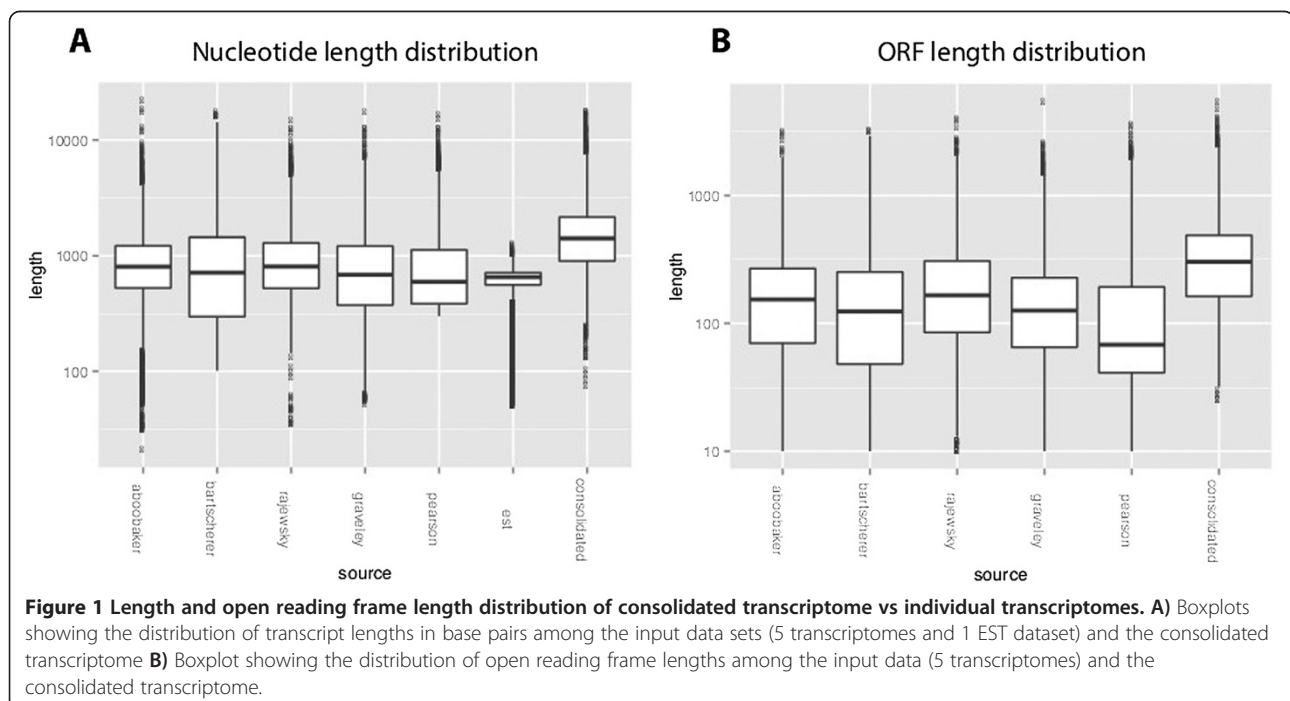 A
Nucleotide length distribution
10000
1000
100
length
aboobaker
bartscherer
rajewsky
graveley
pearson
est
consolidated
source
B
ORF length distribution
1000
100
10
length
aboobaker
bartscherer
rajewsky
graveley
pearson
consolidated
source
Figure 1 Length and open reading frame length distribution of consolidated transcriptome vs individual transcriptomes. A) Boxplots
showing the distribution of transcript lengths in base pairs among the input data sets (5 transcriptomes and 1 EST dataset) and the consolidated
transcriptome B) Boxplot showing the distribution of open reading frame lengths among the input data (5 transcriptomes) and the
consolidated transcriptome.